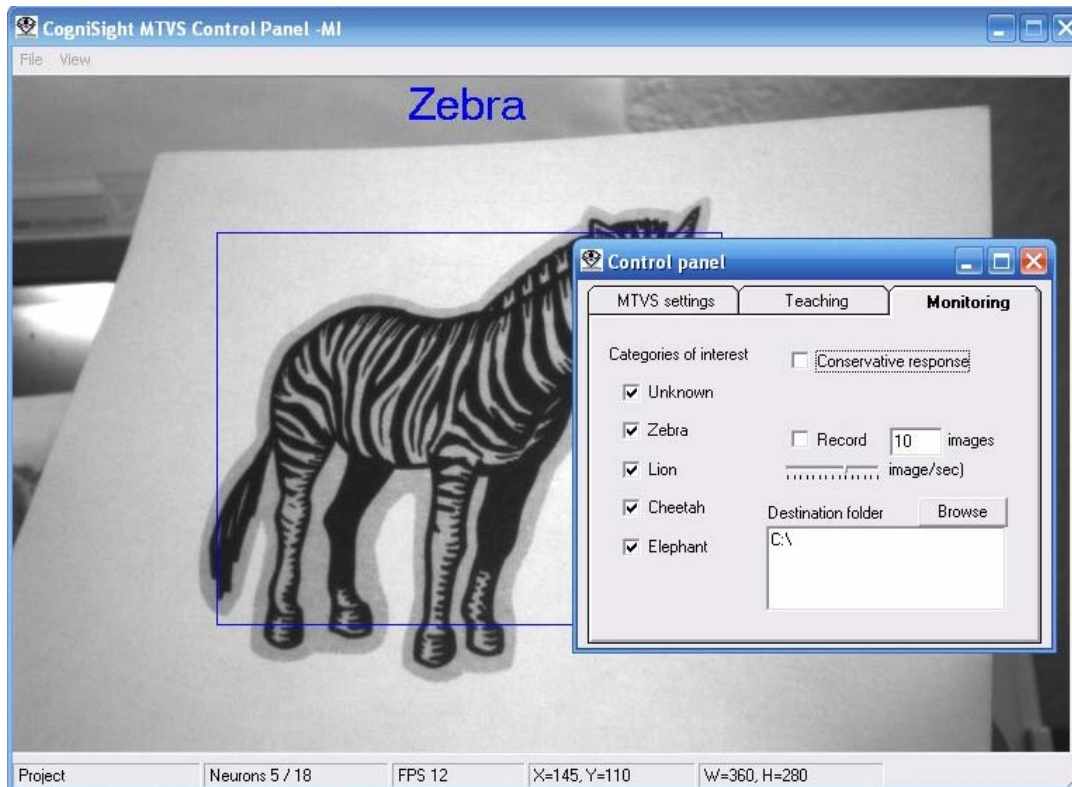 CogniSight MTVS Control Panel -MI
File View
Zebra
Control panel
MTVS settings Teaching Monitoring
Categories of interest
Conservative response
Unknown
Zebra
Record 10 images
Lion
image/sec)
Cheetah
Destination folder Browse
C:\
Elephant
Project Neurons 5 / 18 FPS 12 X=145, Y=110 W=360, H=280